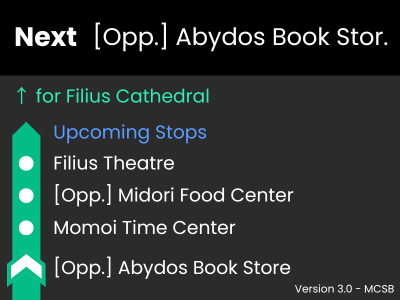 Next [Opp.] Abydos Book Stor.
↑ for Filius Cathedral
Upcoming Stops
Filius Theatre
[Opp.] Midori Food Center
Momoi Time Center
[Opp.] Abydos Book Store
Version 3.0 - MCSB